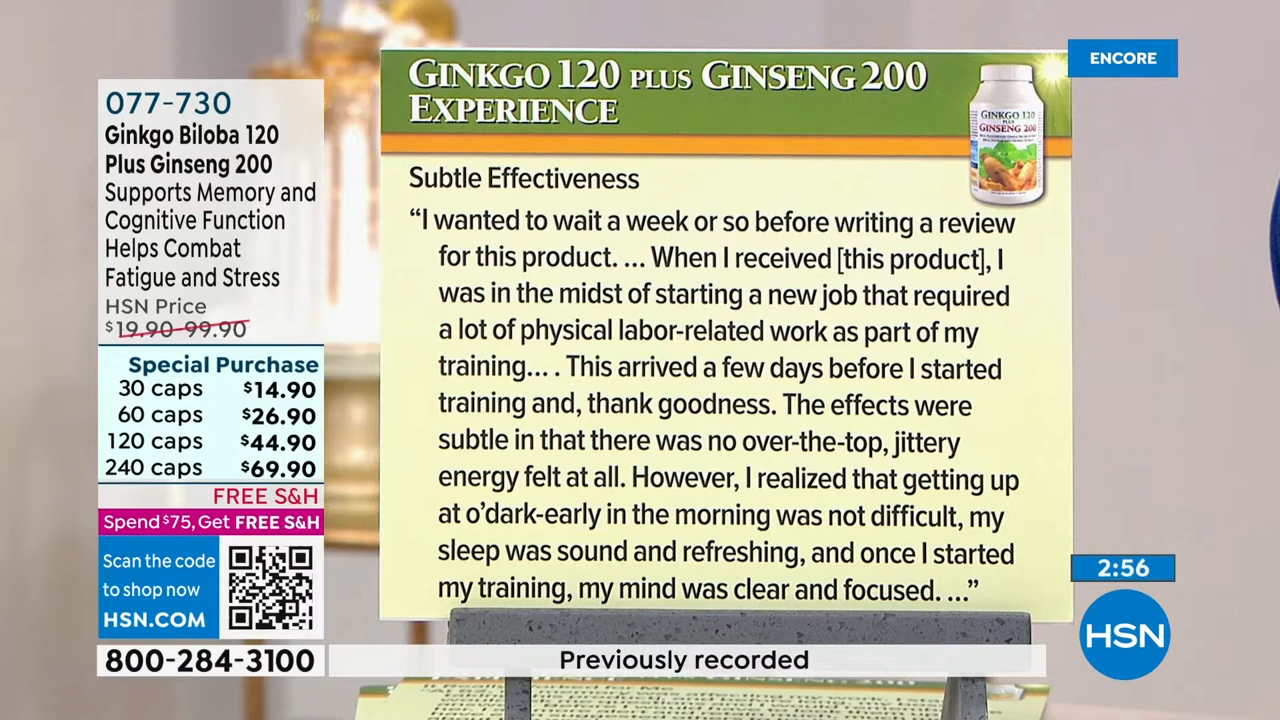 ENCORE
GINKGO 120 PLUS GINSENG 200
EXPERIENCE
GINKGO 120
PLUS
GINSENG 200
Subtle Effectiveness
“I wanted to wait a week or so before writing a review
for this product. ... When I received [this product], I
was in the midst of starting a new job that required
a lot of physical labor-related work as part of my
training... . This arrived a few days before I started
training and, thank goodness. The effects were
subtle in that there was no over-the-top, jittery
energy felt at all. However, I realized that getting up
at o’dark-early in the morning was not difficult, my
sleep was sound and refreshing, and once I started
my training, my mind was clear and focused. ...”
077-730
Ginkgo Biloba 120
Plus Ginseng 200
Supports Memory and
Cognitive Function
Helps Combat
Fatigue and Stress
HSN Price
$19.90-99.90
Special Purchase
30 caps $14.90
60 caps $26.90
120 caps $44.90
240 caps $69.90
FREE S&H
Spend $75, Get FREE S&H
Scan the code
to shop now
HSN.COM
800-284-3100
Previously recorded
2:56
HSN